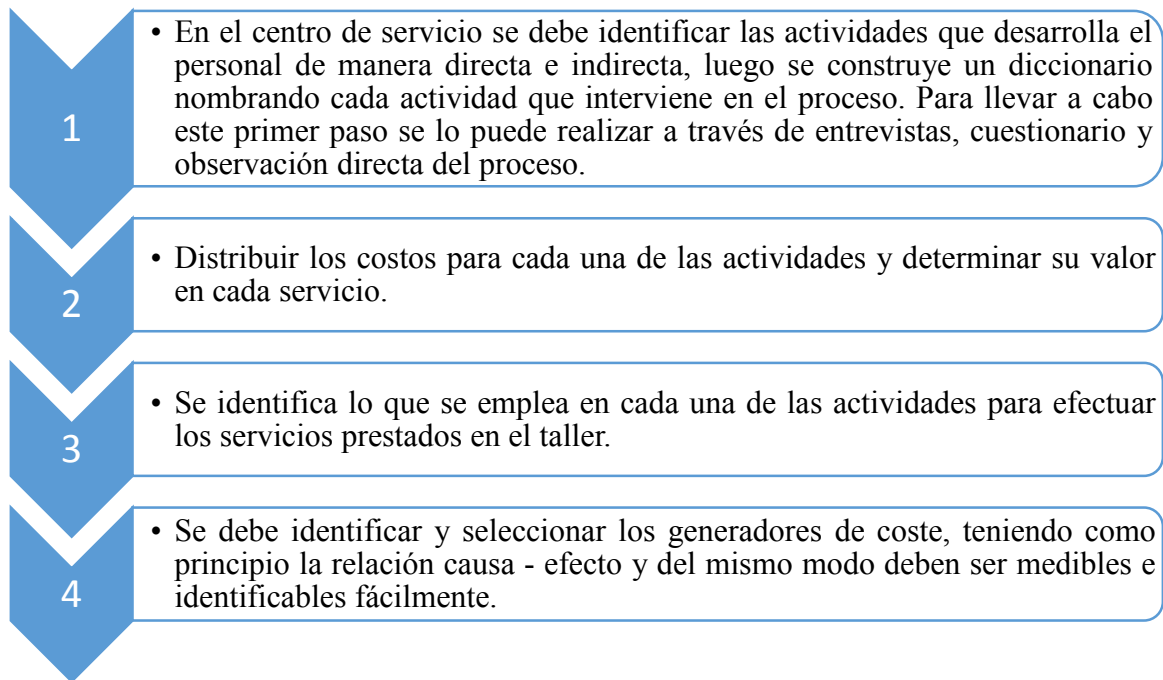 1
• En el centro de servicio se debe identificar las actividades que desarrolla el
personal de manera directa e indirecta, luego se construye un diccionario
nombrando cada actividad que interviene en el proceso. Para llevar a cabo
este primer paso se lo puede realizar a través de entrevistas, cuestionario y
observación directa del proceso.
2
• Distribuir los costos para cada una de las actividades y determinar su valor
en cada servicio.
3
• Se identifica lo que se emplea en cada una de las actividades para efectuar
los servicios prestados en el taller.
4
• Se debe identificar y seleccionar los generadores de coste, teniendo como
principio la relación causa - efecto y del mismo modo deben ser medibles e
identificables fácilmente.